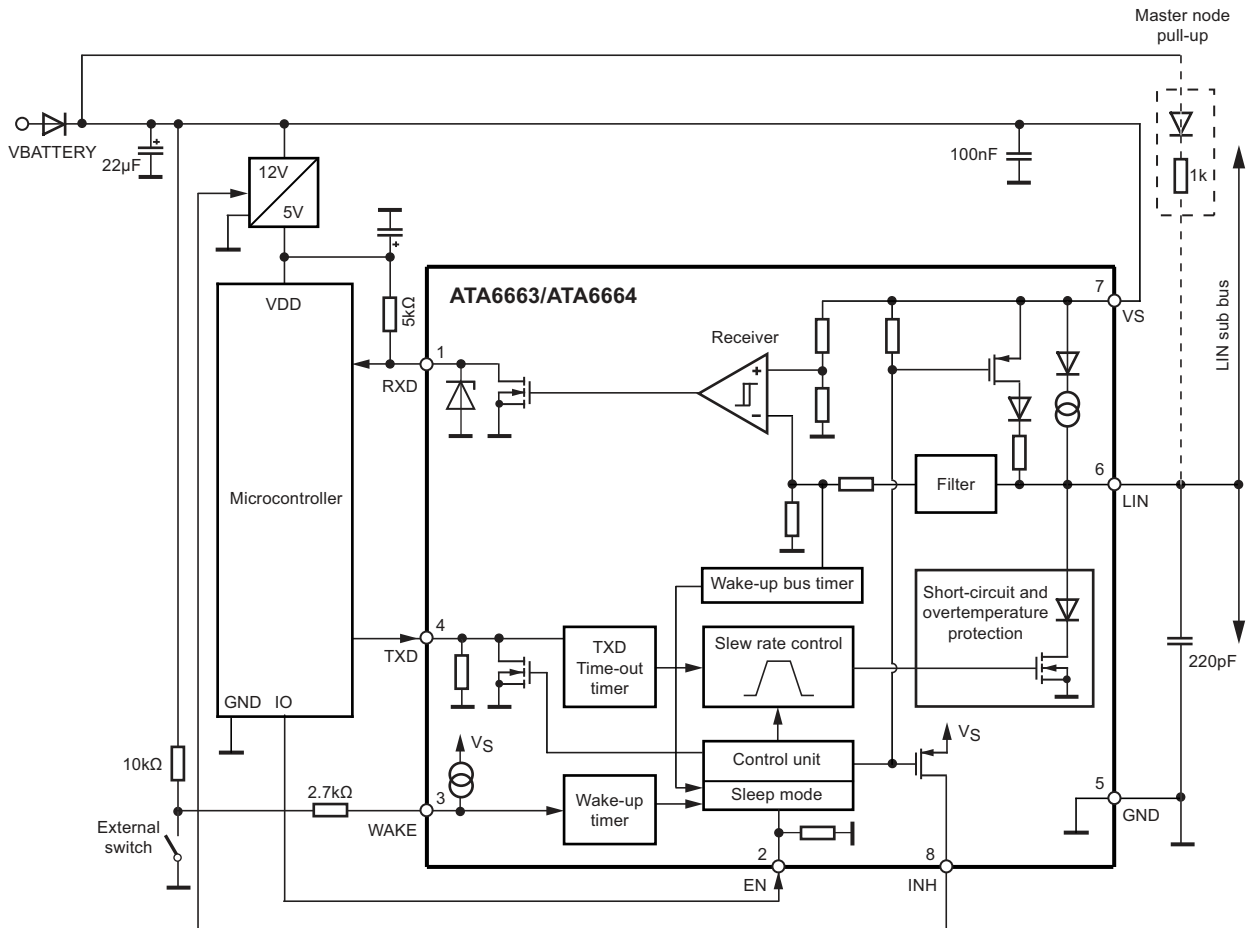 Master node
pull-up
VBATTERY
22µF
12V
5V
100nF
1k
LIN sub bus
VDD
5kΩ
ATA6663/ATA6664
7
VS
Receiver
1
RXD
+
-
Microcontroller
6
LIN
Filter
Wake-up bus timer
Short-circuit and
overtemperature
protection
4
TXD
TXD
Time-out
timer
Slew rate control
220pF
GND
IO
VS
VS
Control unit
Sleep mode
10kΩ
2.7kΩ
3
WAKE
Wake-up
timer
5
GND
External
switch
2
EN
8
INH